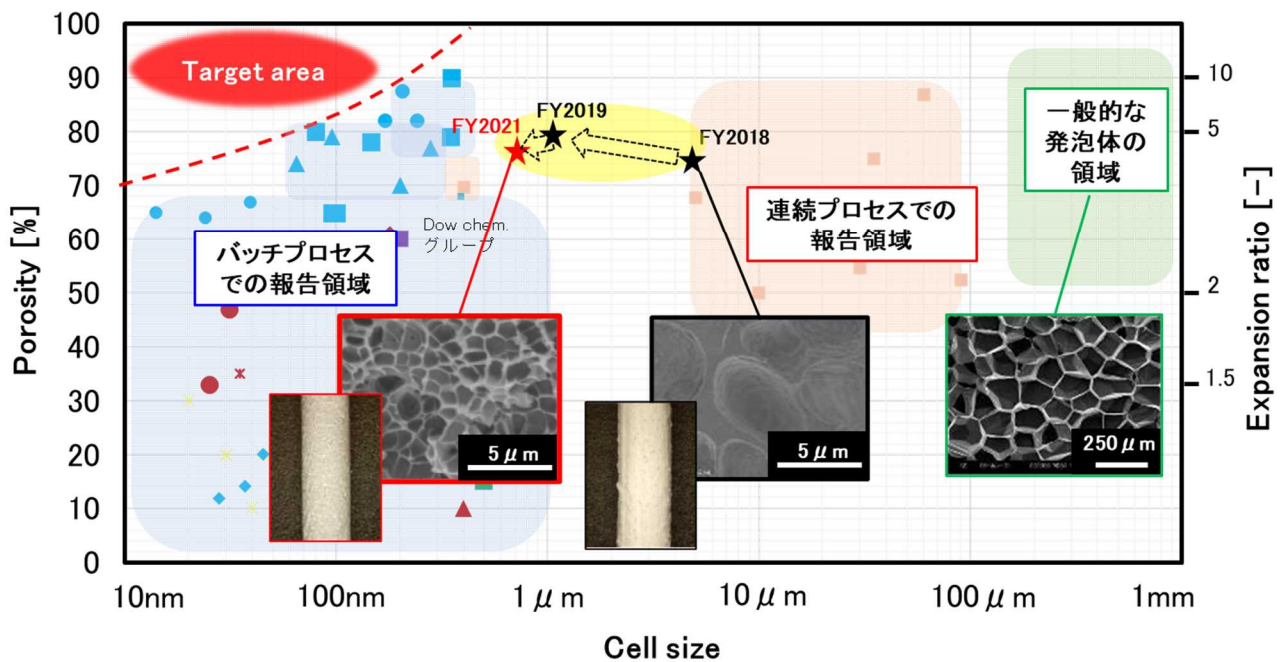 100
90
80
70
60
50
40
30
20
10
0
Porosity [%]
Target area
FY2021
FY2019
FY2018
Dow chem.
グループ
バッチプロセス
での報告領域
連続プロセスでの
報告領域
一般的な
発泡体の
領域
5μm
5μm
250μm
10
5
2
1.5
Expansion ratio [−]
10nm
100nm
1μm
10μm
100μm
1mm
Cell size